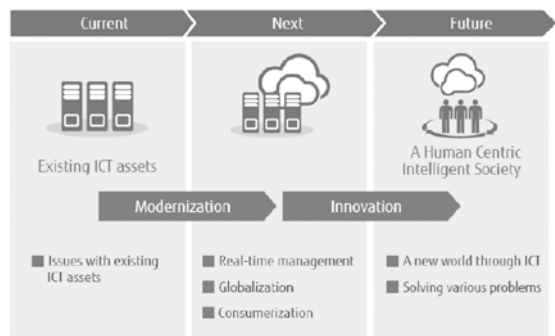 Current
Next
Future
Existing ICT assets
A Human Centric
Intelligent Society
Modernization
Innovation
Issues with existing
ICT assets
Real-time management
Globalization
Consumerization
A new world through ICT
Solving various problems